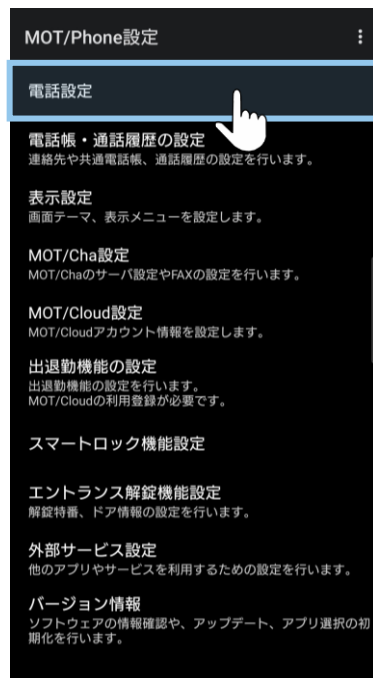 MOT/Phone設定
電話設定
電話帳・通話履歴の設定
連絡先や共通電話帳、通話履歴の設定を行います。
表示設定
画面テーマ、表示メニューを設定します。
MOT/Cha設定
MOT/Chaのサーバ設定やFAXの設定を行います。
MOT/Cloud設定
MOT/Cloudアカウント情報を設定します。
出退勤機能の設定
出退勤機能の設定を行います。
MOT/Cloudの利用登録が必要です。
スマートロック機能設定
エントランス解錠機能設定
解錠特番、ドア情報の設定を行います。
外部サービス設定
他のアプリやサービスを利用するための設定を行います。
バージョン情報
ソフトウェアの情報確認や、アップデート、アプリ選択の初
期化を行います。